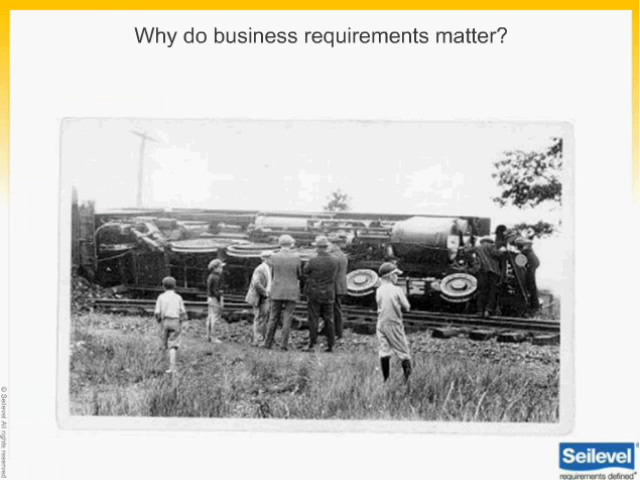 Why do business requirements matter?
© Seilevel All rights reserved
Seilevel®
requirements defined"